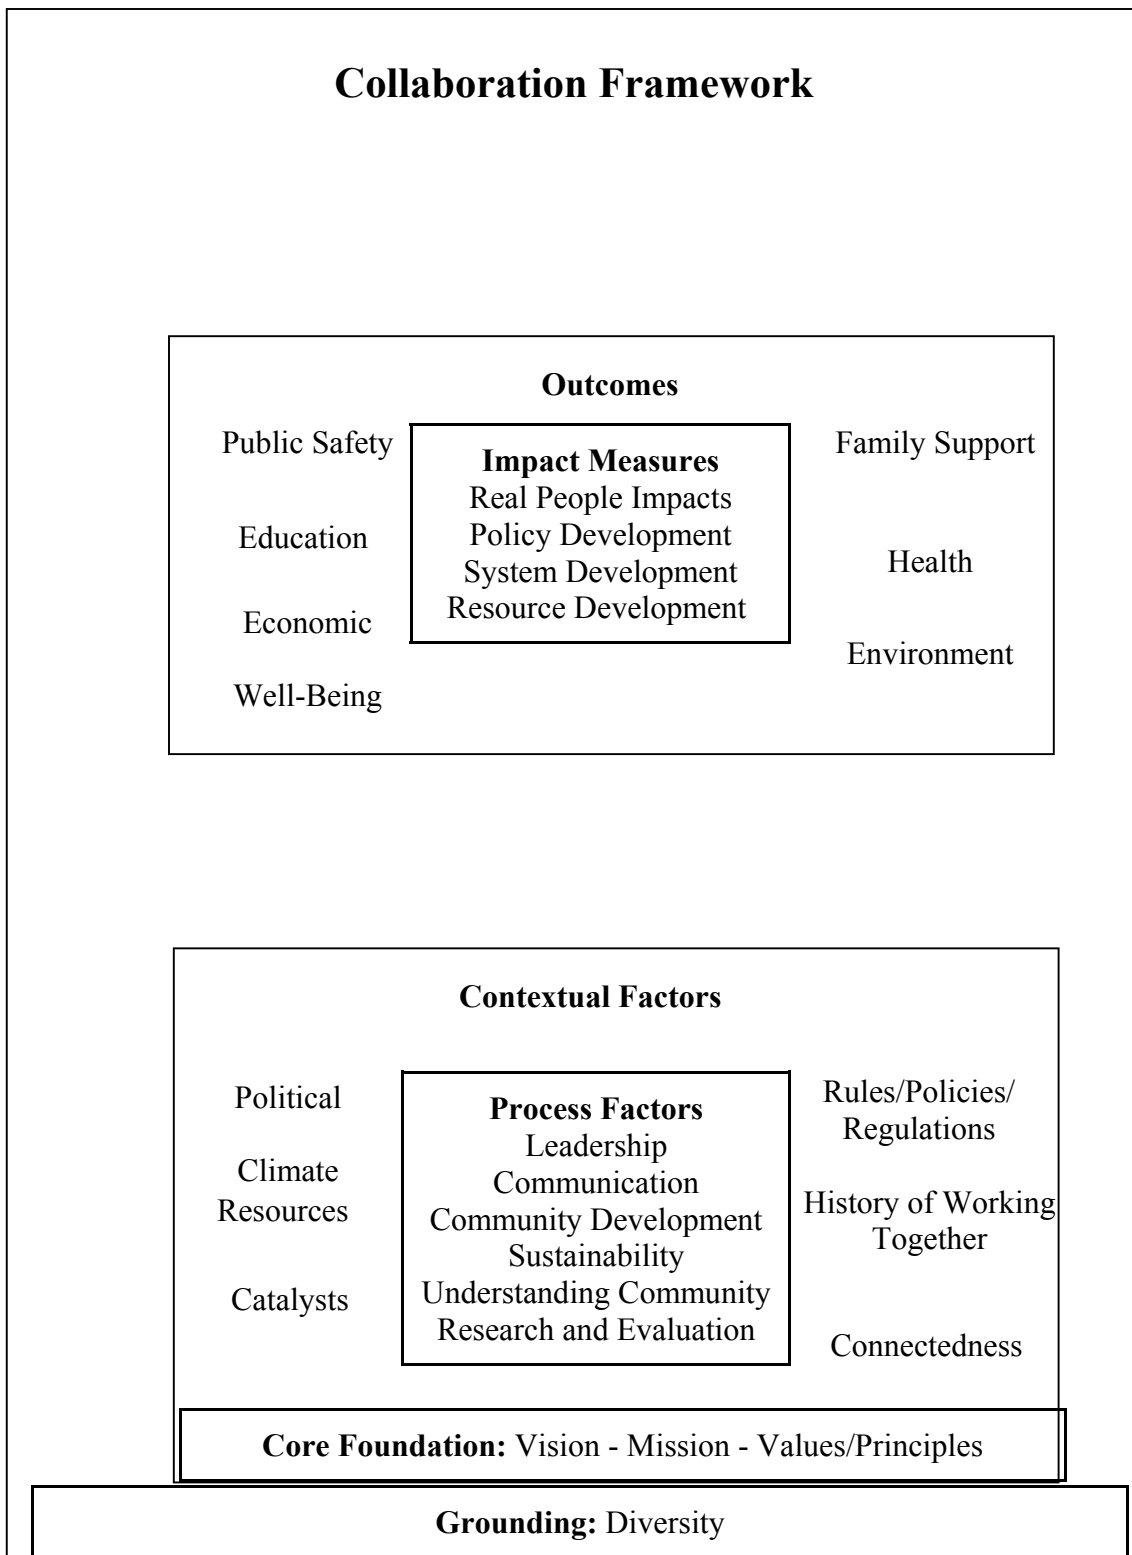 Collaboration Framework
Outcomes
Public Safety
Education
Economic
Well-Being
Impact Measures
Real People Impacts
Policy Development
System Development
Resource Development
Family Support
Health
Environment
Contextual Factors
Political
Climate
Resources
Catalysts
Process Factors
Leadership
Communication
Community Development
Sustainability
Understanding Community
Research and Evaluation
Rules/Policies/
Regulations
History of Working
Together
Connectedness
Core Foundation: Vision - Mission - Values/Principles
Grounding: Diversity